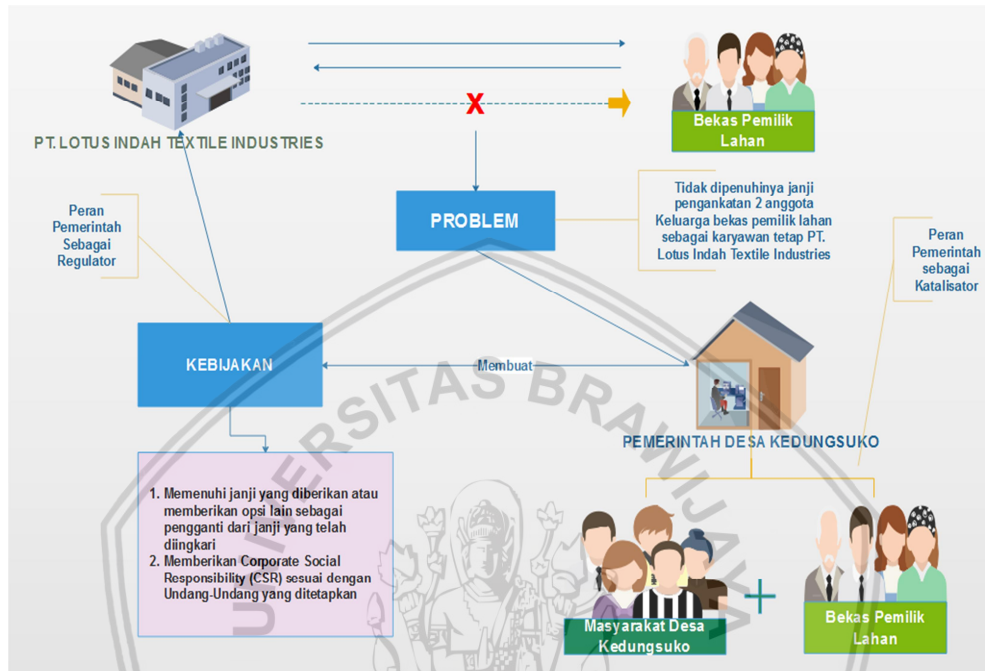 PT. LOTUS INDAH TEXTILE INDUSTRIES
X
Bekas Pemilik
Lahan
Peran
Pemerintah
Sebagai
Regulator
PROBLEM
Tidak dipenuhinya janji
pengankatan 2 anggota
Keluarga bekas pemilik lahan
sebagai karyawan tetap PT.
Lotus Indah Textile Industries
Peran
Pemerintah
sebagai
Katalisator
KEBIJAKAN
Membuat
PEMERINTAH DESA KEDUNGSUKO
1. Memenuhi janji yang diberikan atau
memberikan opsi lain sebagai
pengganti dari janji yang telah
diingkari
2. Memberikan Corporate Social
Responsibility (CSR) sesuai dengan
Undang-Undang yang ditetapkan
Masyarakat Desa
Kedungsuko
+
Bekas Pemilik
Lahan
UNIVERSITAS BRAWIJAYA